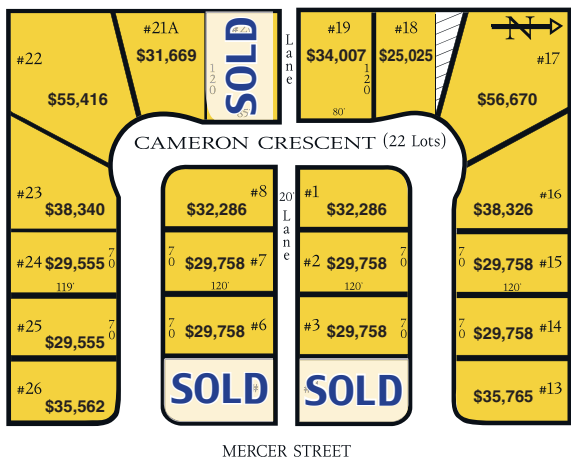 #22
$55,416
#21A
$31,669
120
SOLD
85'
Lane
#19
$34,007
120
80'
#18
$25,025
N
#17
$56,670
CAMERON CRESCENT (22 Lots)
#23
$38,340
#8
$32,286
20'
Lane
#1
$32,286
#16
$38,326
#24 $29,555 70
119'
70 $29,758 #7
120'
#2 $29,758 70
120'
70 $29,758 #15
120'
#25
$29,555 70
70 $29,758 #6
#3 $29,758 70
70 $29,758 #14
#26
$35,562
SOLD
SOLD
$35,765 #13
MERCER STREET